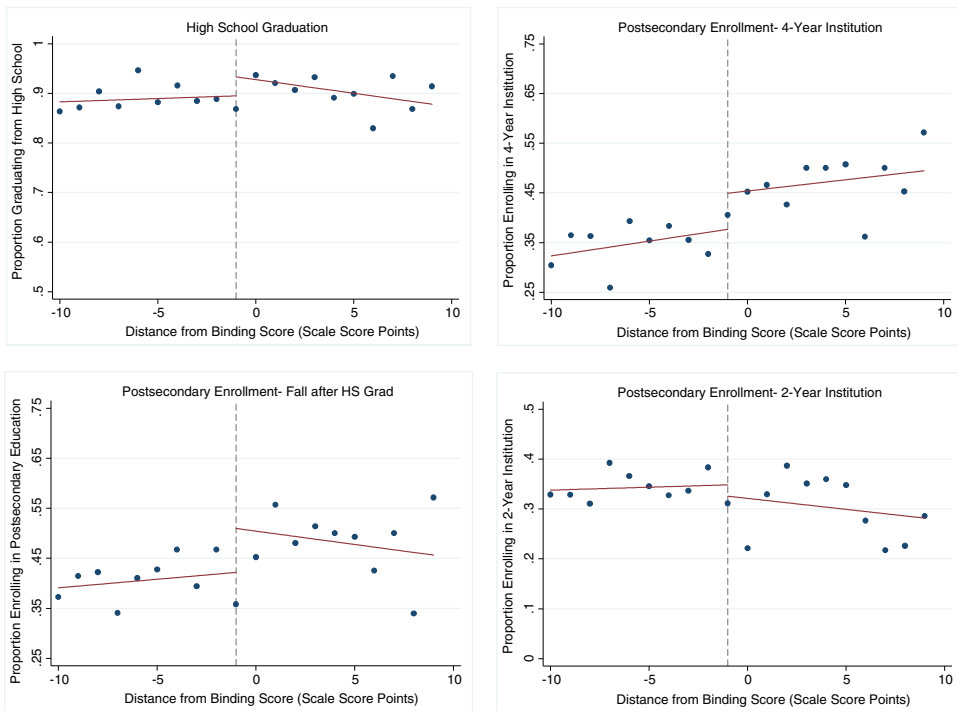 High School Graduation
Proportion Graduating from High School
1
.9
.8
.7
.6
.5
-10 -5 0 5 10
Distance from Binding Score (Scale Score Points)
Postsecondary Enrollment- 4-Year Institution
Proportion Enrolling in 4-Year Institution
.75
.65
.55
.45
.35
.25
-10 -5 0 5 10
Distance from Binding Score (Scale Score Points)
Postsecondary Enrollment- Fall after HS Grad
Proportion Enrolling in Postsecondary Education
.75
.65
.55
.45
.35
.25
-10 -5 0 5 10
Distance from Binding Score (Scale Score Points)
Postsecondary Enrollment- 2-Year Institution
Proportion Enrolling in 2-Year Institution
.5
.4
.3
.2
.1
0
-10 -5 0 5 10
Distance from Binding Score (Scale Score Points)